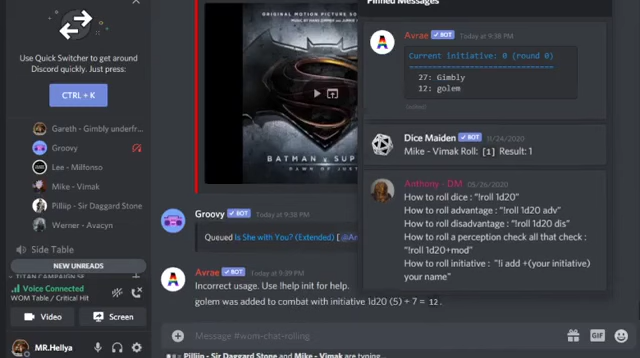 Use Quick Switcher to get around
Discord quickly. Just press:
CTRL + K
Gareth - Gimbly underfr...
Groovy
Lee - Milfonso
Mike - Vimak
Pilliip - Sir Daggard Stone
Werner - Avacyn
Side Table
NEW UNREADS
Voice Connected
WOM Table / Critical Hit
Video
Screen
MR.Hellya
ORIGINAL MOTION PICTURE SOUNDTRACK
BATMAN v SUP
DAWN OF JUST
Groovy BOT Today at 9:38 PM
Queued Is She with You? (Extended) [@An
Avrae BOT Today at 9:39 PM
Incorrect usage. Use !help init for help.
golem was added to combat with initiative 1d20 (5) + 7 = 12.
Message #wom-chat-rolling
GIF
Pilliip - Sir Daggard Stone and Mike - Vimak are typing...
Pinned Messages
Avrae BOT Today at 9:38 PM
Current initiative: 0 (round 0)
===============================
27: Gimbly
12: golem
(edited)
Dice Maiden BOT 11/24/2020
Mike - Vimak Roll: [1] Result: 1
Anthony - DM 05/26/2020
How to roll dice : "!roll 1d20"
How to roll advantage : "!roll 1d20 adv"
How to roll disadvantage : "!roll 1d20 dis"
How to roll a perception check all that check :
"!roll 1d20+mod"
How to roll initiative : "!i add +(your initiative)
your name"